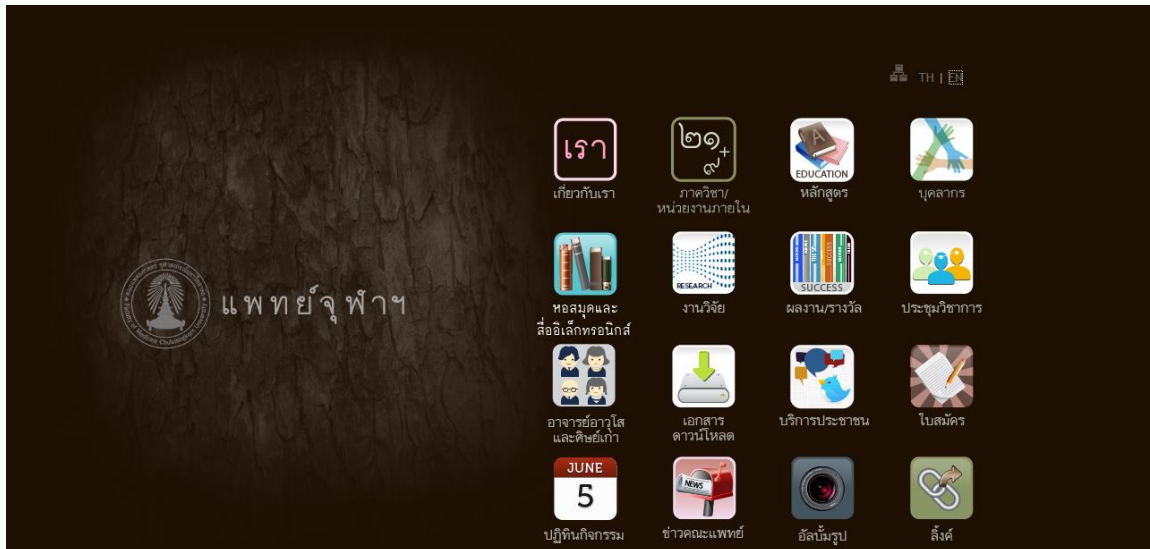 TH | EN
เรา
๒๑
๙+
A
EDUCATION
เกี่ยวกับเรา
ภาควิชา/
หน่วยงานภายใน
หลักสูตร
บุคลากร
RESEARCH
SUCCESS
SUCCESS
แพทย์จุฬาฯ
หอสมุดและ
สื่ออิเล็กทรอนิกส์
งานวิจัย
ผลงาน/รางวัล
ประชุมวิชาการ
อาจารย์อาวุโส
และศิษย์เก่า
เอกสาร
ดาวน์โหลด
บริการประชาชน
ใบสมัคร
JUNE
5
NEWS
ปฏิทินกิจกรรม
ข่าวคณะแพทย์
อัลบั้มรูป
ลิ้งค์